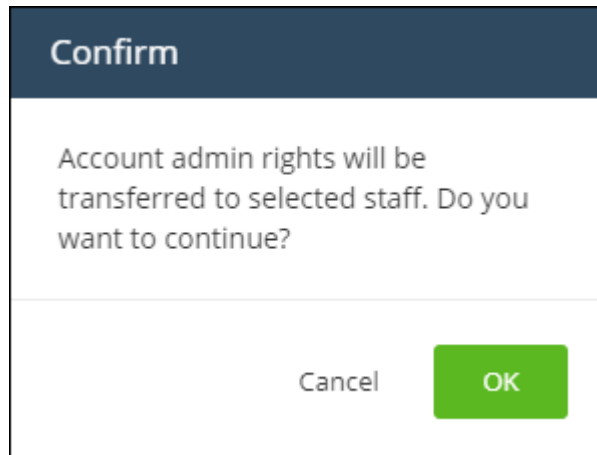 Confirm
Account admin rights will be
transferred to selected staff. Do you
want to continue?
Cancel
OK